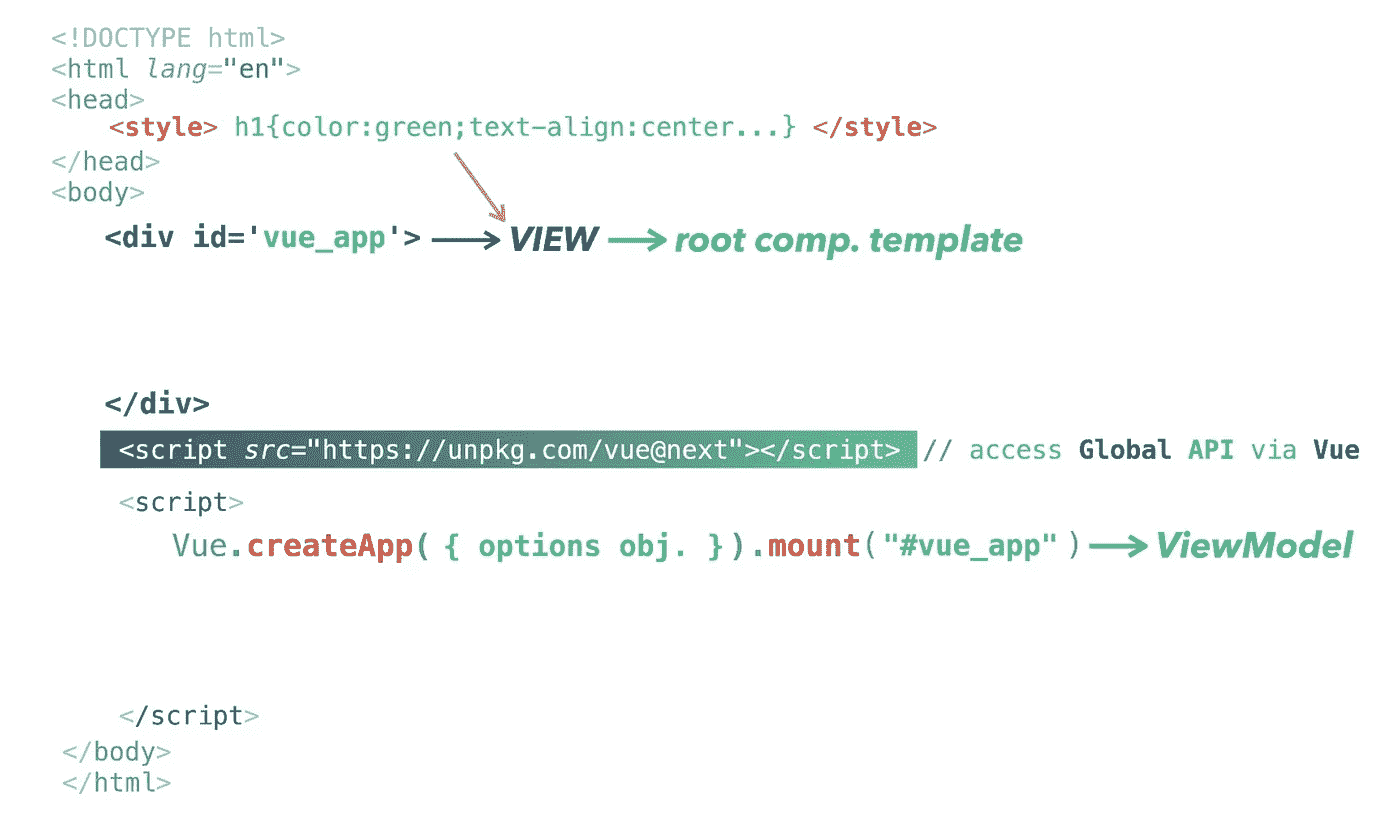 <!DOCTYPE html>
<html lang="en">
<head>
<style> h1{color:green;text-align:center...} </style>
</head>
<body>
<div id='vue_app'> → VIEW → root comp. template
</div>
<script src="https://unpkg.com/vue@next"></script> // access Global API via Vue
<script>
Vue.createApp( { options obj. }).mount("#vue_app") → ViewModel
</script>
</body>
</html>